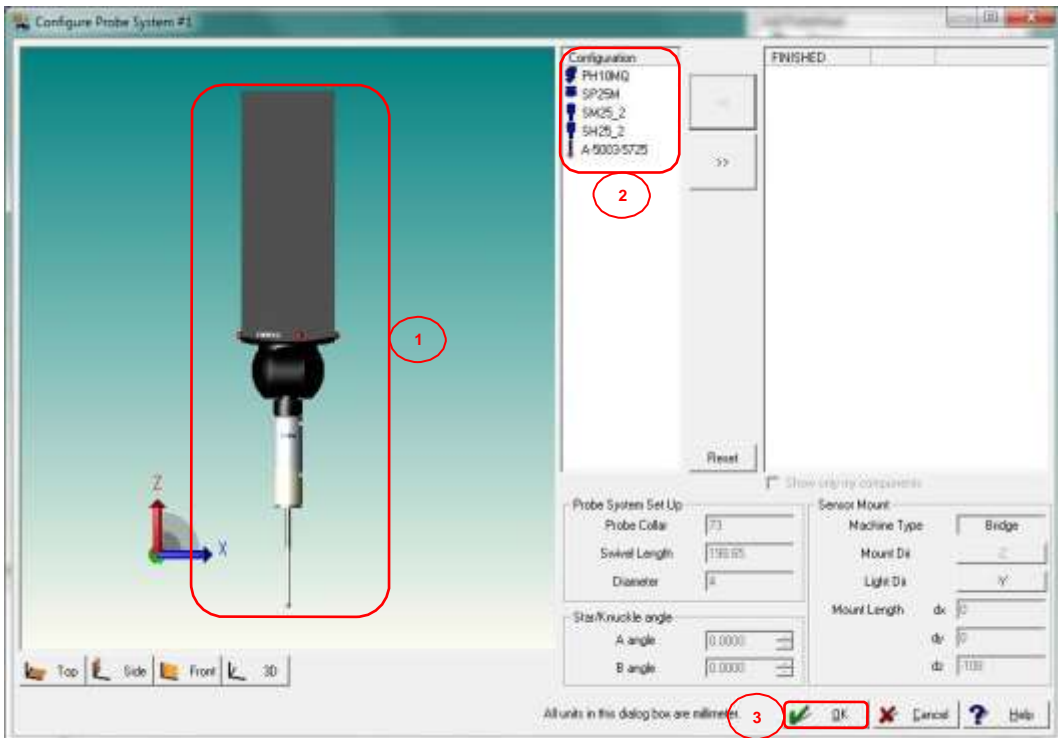 Configure Probe System #1
Configuration
PH10MQ
SP25M
SM25_2
SH25_2
A-5003-5725
FINISHED
>>
2
1
Z
X
Reset
Show only my components
Probe System Set Up
Probe Collar 73
Swivel Length
Diameter
Star/Knuckle angle
A angle 0.0000
B angle 0.0000
Sensor Mount
Machine Type Bridge
Mount Dir Z
Light Dir Y
Mount Length dx 0
dy 0
dz
Top Side Front 3D
All units in this dialog box are millimeter.
3
OK Cancel Help